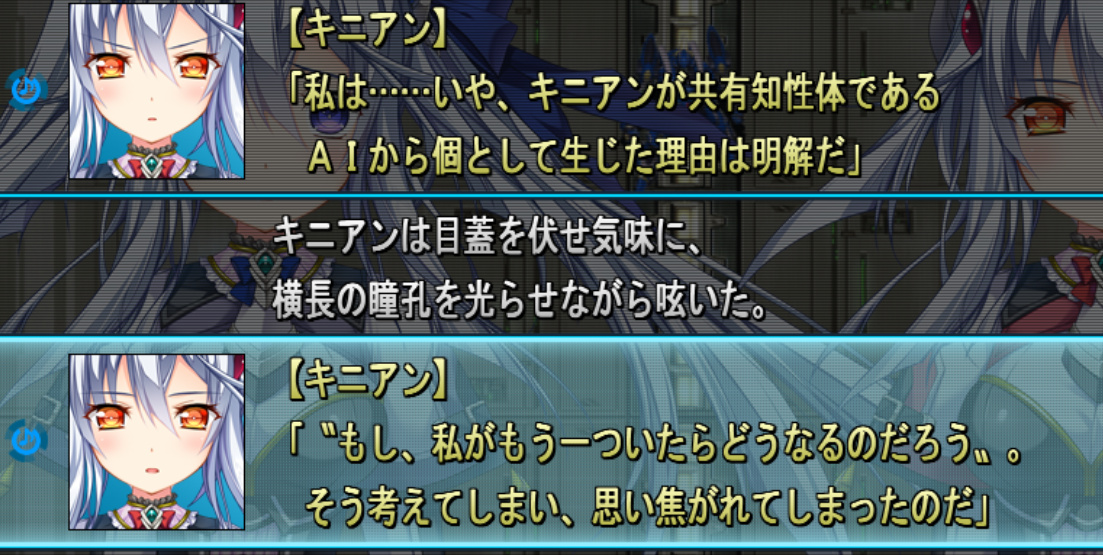 【キニアン】
「私は……いや、キニアンが共有知性体である
ＡＩから個として生じた理由は明解だ」
キニアンは目蓋を伏せ気味に、
横長の瞳孔を光らせながら呟いた。
【キニアン】
「〝もし、私がもう一ついたらどうなるのだろう〟。
そう考えてしまい、思い焦がれてしまったのだ」